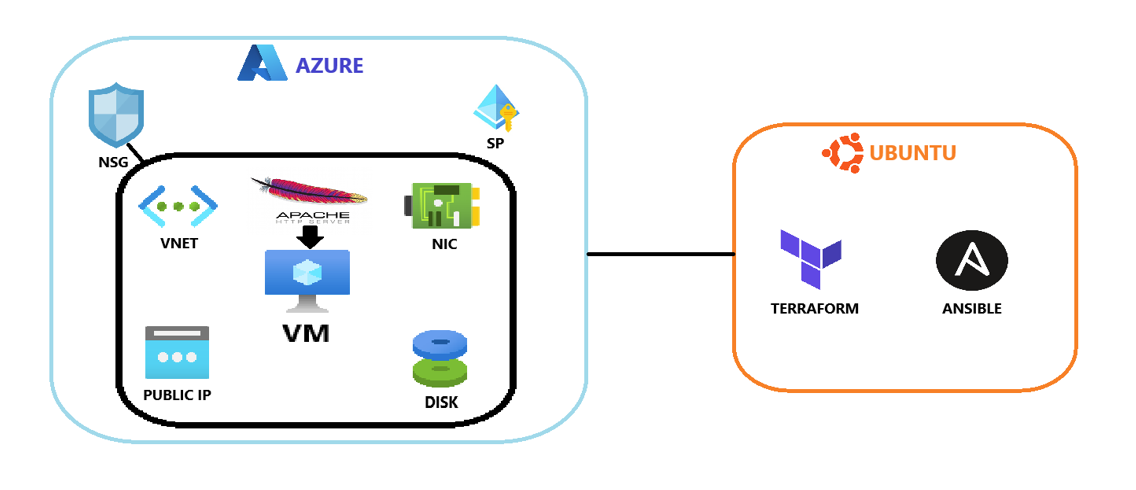 AZURE
NSG
SP
UBUNTU
VNET
APACHE
HTTP SERVER
NIC
TERRAFORM
ANSIBLE
VM
PUBLIC IP
DISK